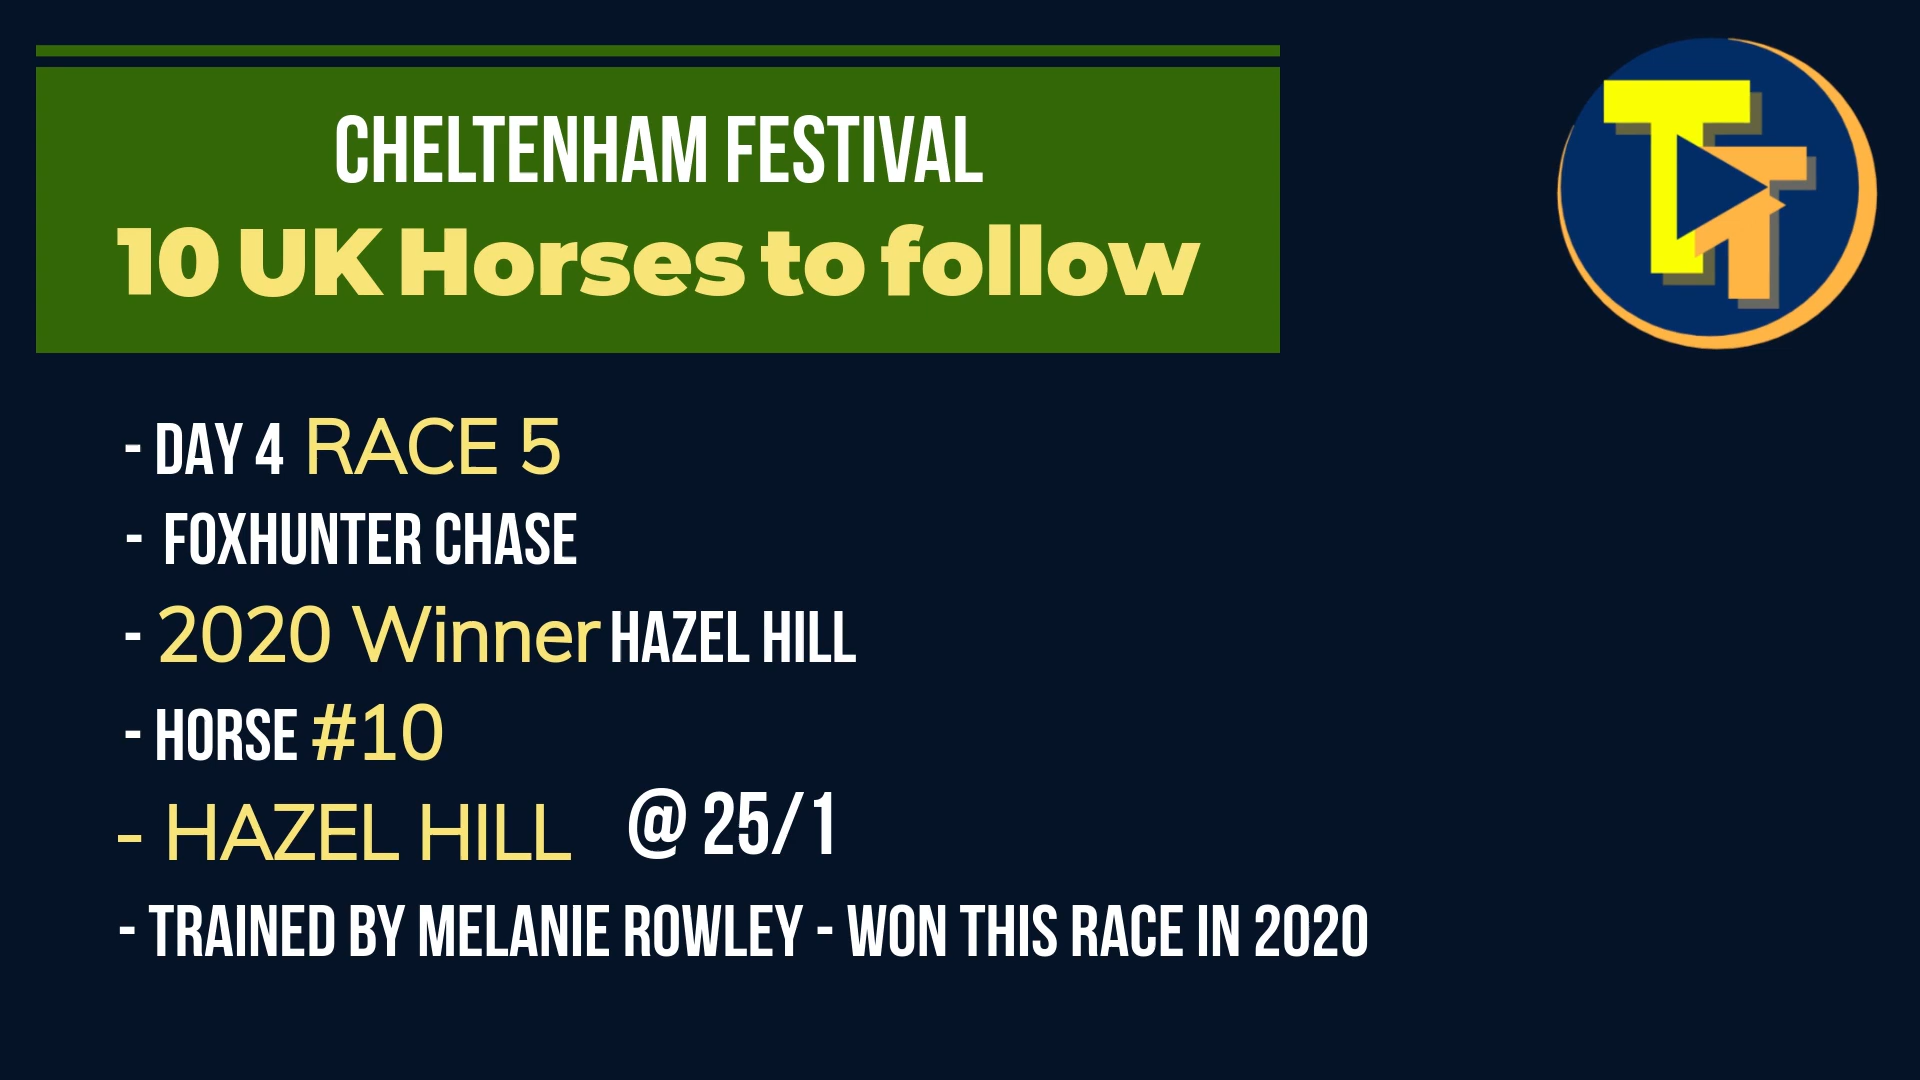 CHELTENHAM FESTIVAL
10 UK Horses to follow
TT
- DAY 4 RACE 5
- FOXHUNTER CHASE
- 2020 Winner HAZEL HILL
- HORSE #10
- HAZEL HILL @ 25/1
- TRAINED BY MELANIE ROWLEY - WON THIS RACE IN 2020